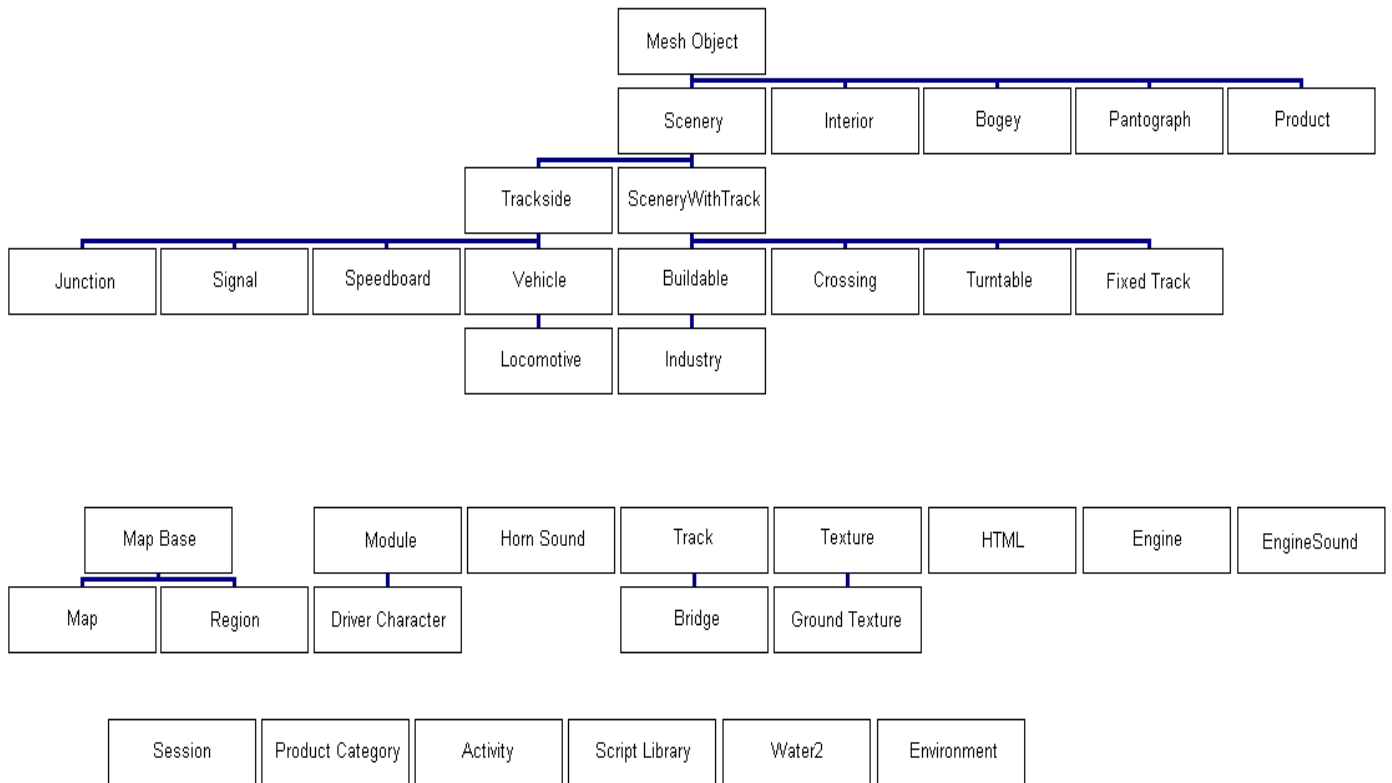 Mesh Object
Scenery
Interior
Bogey
Pantograph
Product
Trackside
SceneryWithTrack
Junction
Signal
Speedboard
Vehicle
Buildable
Crossing
Turntable
Fixed Track
Locomotive
Industry
Map Base
Module
Horn Sound
Track
Texture
HTML
Engine
EngineSound
Map
Region
Driver Character
Bridge
Ground Texture
Session
Product Category
Activity
Script Library
Water2
Environment